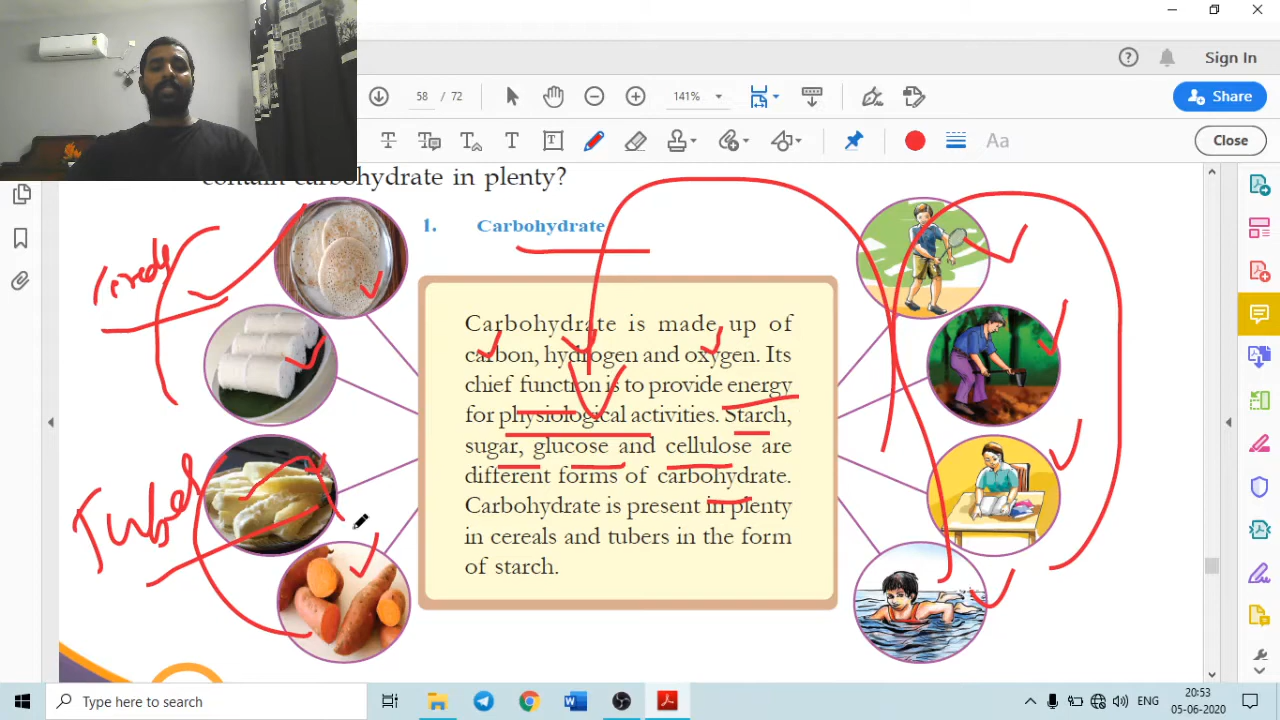 Sign In
58 / 72
141%
Share
T
T
T
T
T
Aa
Close
contain carbohydrate in plenty?
1. Carbohydrate
Carbohydrate is made up of
carbon, hydrogen and oxygen. Its
chief function is to provide energy
for physiological activities. Starch,
sugar, glucose and cellulose are
different forms of carbohydrate.
Carbohydrate is present in plenty
in cereals and tubers in the form
of starch.
Tuber
Type here to search
ENG
20:53
05-06-2020